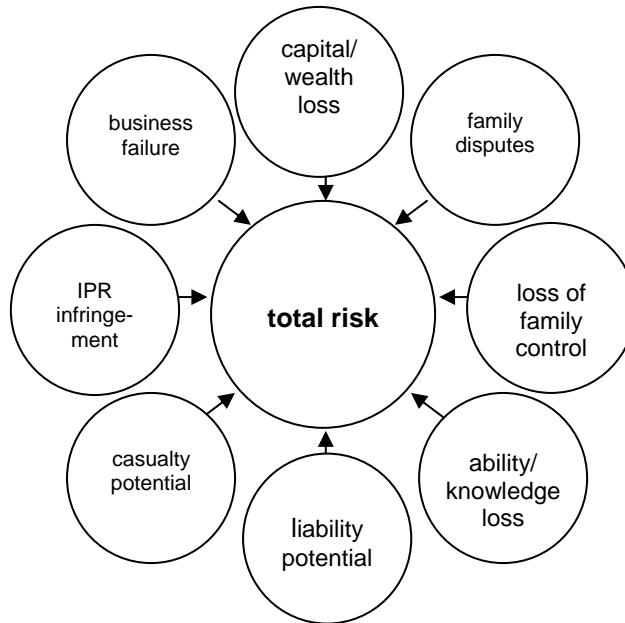 capital/
wealth
loss
family
disputes
loss of
family
control
ability/
knowledge
loss
liability
potential
casualty
potential
IPR
infringe-
ment
business
failure
total risk